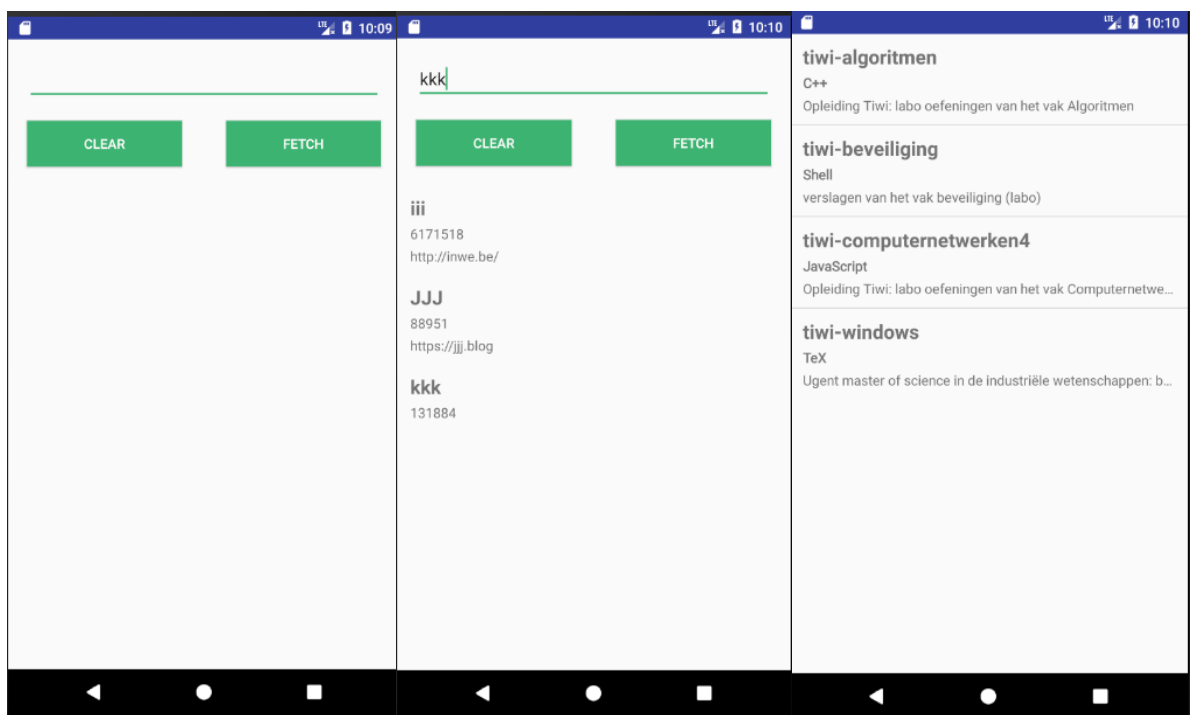 LTE 10:09
CLEAR FETCH
LTE 10:10
kkk
CLEAR FETCH
iii
6171518
http://inwe.be/
JJJ
88951
https://jjj.blog
kkk
131884
LTE 10:10
tiwi-algoritmen
C++
Opleiding Tiwi: labo oefeningen van het vak Algoritmen
tiwi-beveiliging
Shell
verslagen van het vak beveiliging (labo)
tiwi-computernetwerken4
JavaScript
Opleiding Tiwi: labo oefeningen van het vak Computernetwe...
tiwi-windows
TeX
Ugent master of science in de industriële wetenschappen: b...